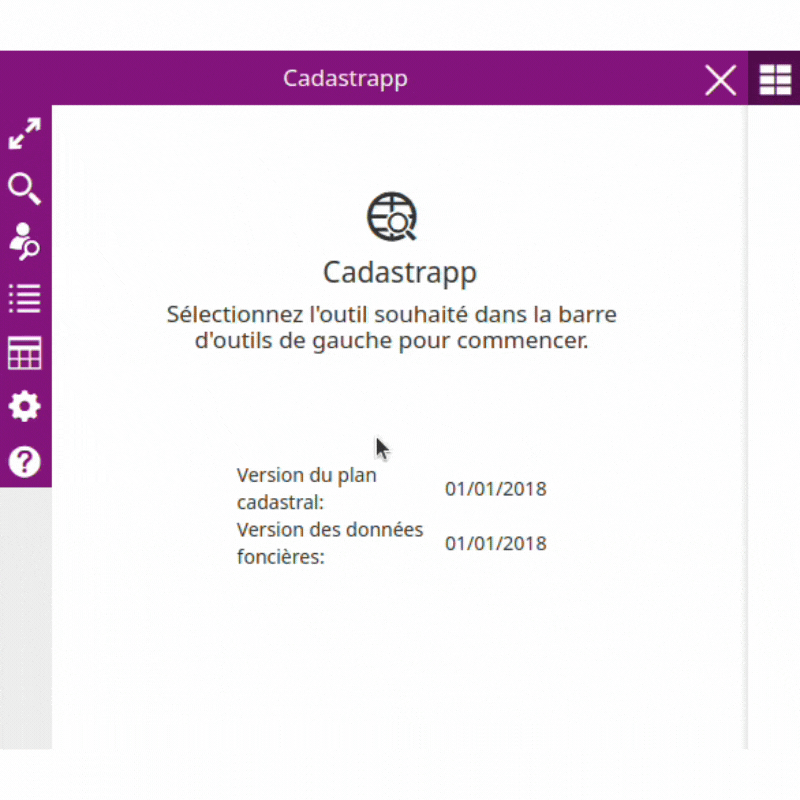 Cadastrapp
Cadastrapp
Sélectionnez l'outil souhaité dans la barre
d'outils de gauche pour commencer.
Version du plan
cadastral:
01/01/2018
Version des données
foncières:
01/01/2018